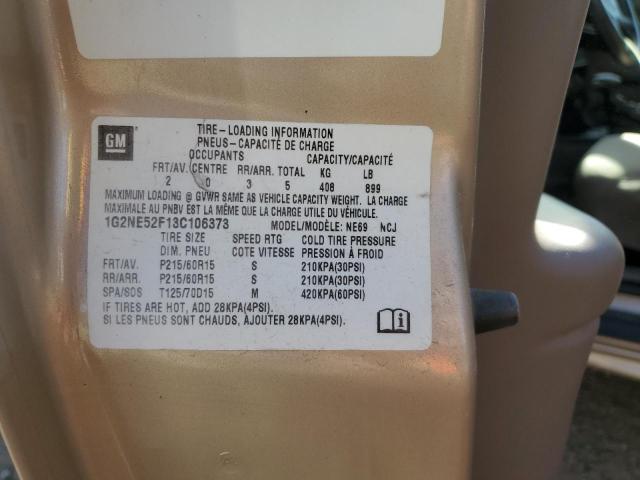 GM
TIRE-LOADING INFORMATION
PNEUS-CAPACITÉ DE CHARGE
OCCUPANTS CAPACITY/CAPACITÉ
FRT/AV. CENTRE RR/ARR. TOTAL KG LB
2 0 3 5 408 899
MAXIMUM LOADING @ GVWR SAME AS VEHICLE CAPACITY WEIGHT. LA CHARGE
MAXIMALE AU PNBV EST LA MÊME QUE LA CHARGE UTILE DU VÉHICULE.
1G2NE52F13C106373 MODEL/MODÈLE: NE69 NCJ
TIRE SIZE SPEED RTG COLD TIRE PRESSURE
DIM. PNEU COTE VITESSE PRESSION À FROID
FRT/AV. P215/60R15 S 210KPA(30PSI)
RR/ARR. P215/60R15 S 210KPA(30PSI)
SPA/SOS T125/70D15 M 420KPA(60PSI)
IF TIRES ARE HOT, ADD 28KPA(4PSI).
SI LES PNEUS SONT CHAUDS, AJOUTER 28KPA(4PSI).